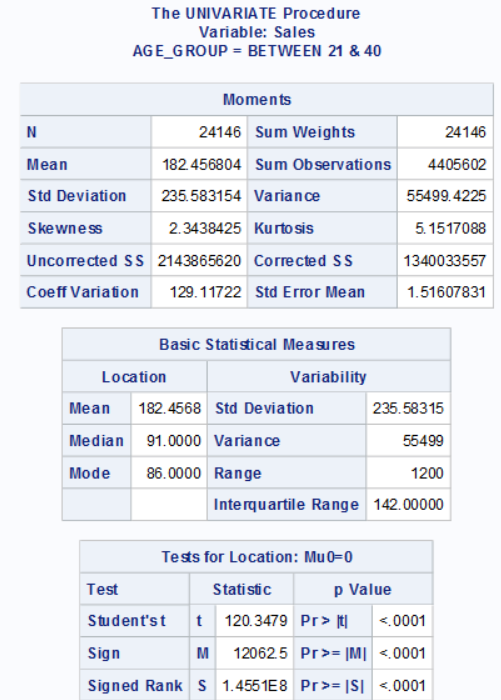 The UNIVARIATE Procedure
Variable: Sales
AGE_GROUP = BETWEEN 21 & 40
Moments
N 24146 Sum Weights 24146
Mean 182.456804 Sum Observations 4405602
Std Deviation 235.583154 Variance 55499.4225
Skewness 2.3438425 Kurtosis 5.1517088
Uncorrected SS 2143865620 Corrected SS 1340033557
Coeff Variation 129.11722 Std Error Mean 1.51607831
Basic Statistical Measures
Location Variability
Mean 182.4568 Std Deviation 235.58315
Median 91.0000 Variance 55499
Mode 86.0000 Range 1200
Interquartile Range 142.00000
Tests for Location: Mu0=0
Test Statistic p Value
Student's t t 120.3479 Pr > |t| <.0001
Sign M 12062.5 Pr >= |M| <.0001
Signed Rank S 1.4551E8 Pr >= |S| <.0001